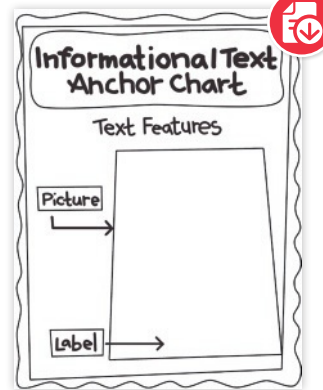 Informational Text
Anchor Chart
Text Features
Picture
Label